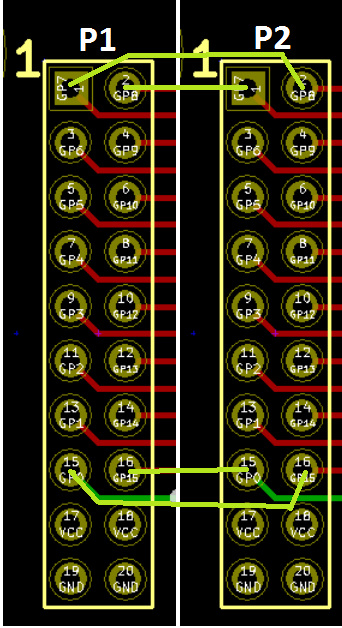 P1 P2
1 1
GP7 1 2 GP8 GP7 1 2 GP8
3 GP6 4 GP9 3 GP6 4 GP9
5 GP5 6 GP10 5 GP5 6 GP10
7 GP4 8 GP11 7 GP4 8 GP11
9 GP3 10 GP12 9 GP3 10 GP12
11 GP2 12 GP13 11 GP2 12 GP13
13 GP1 14 GP14 13 GP1 14 GP14
15 GP0 16 GP15 15 GP0 16 GP15
17 VCC 18 VCC 17 VCC 18 VCC
19 GND 20 GND 19 GND 20 GND